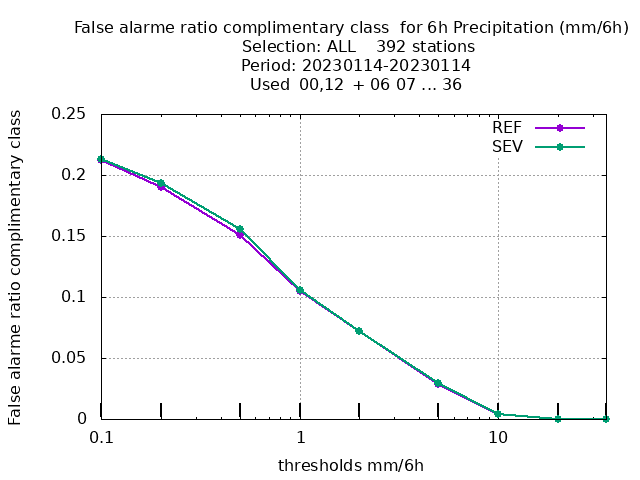 False alarme ratio complimentary class  for 6h Precipitation (mm/6h)
Selection: ALL    392 stations
Period: 20230114-20230114
Used  00,12  + 06 07 ... 36
False alarme ratio complimentary class
0.25
0.2
0.15
0.1
0.05
0
REF
SEV
0.1 1 10
thresholds mm/6h